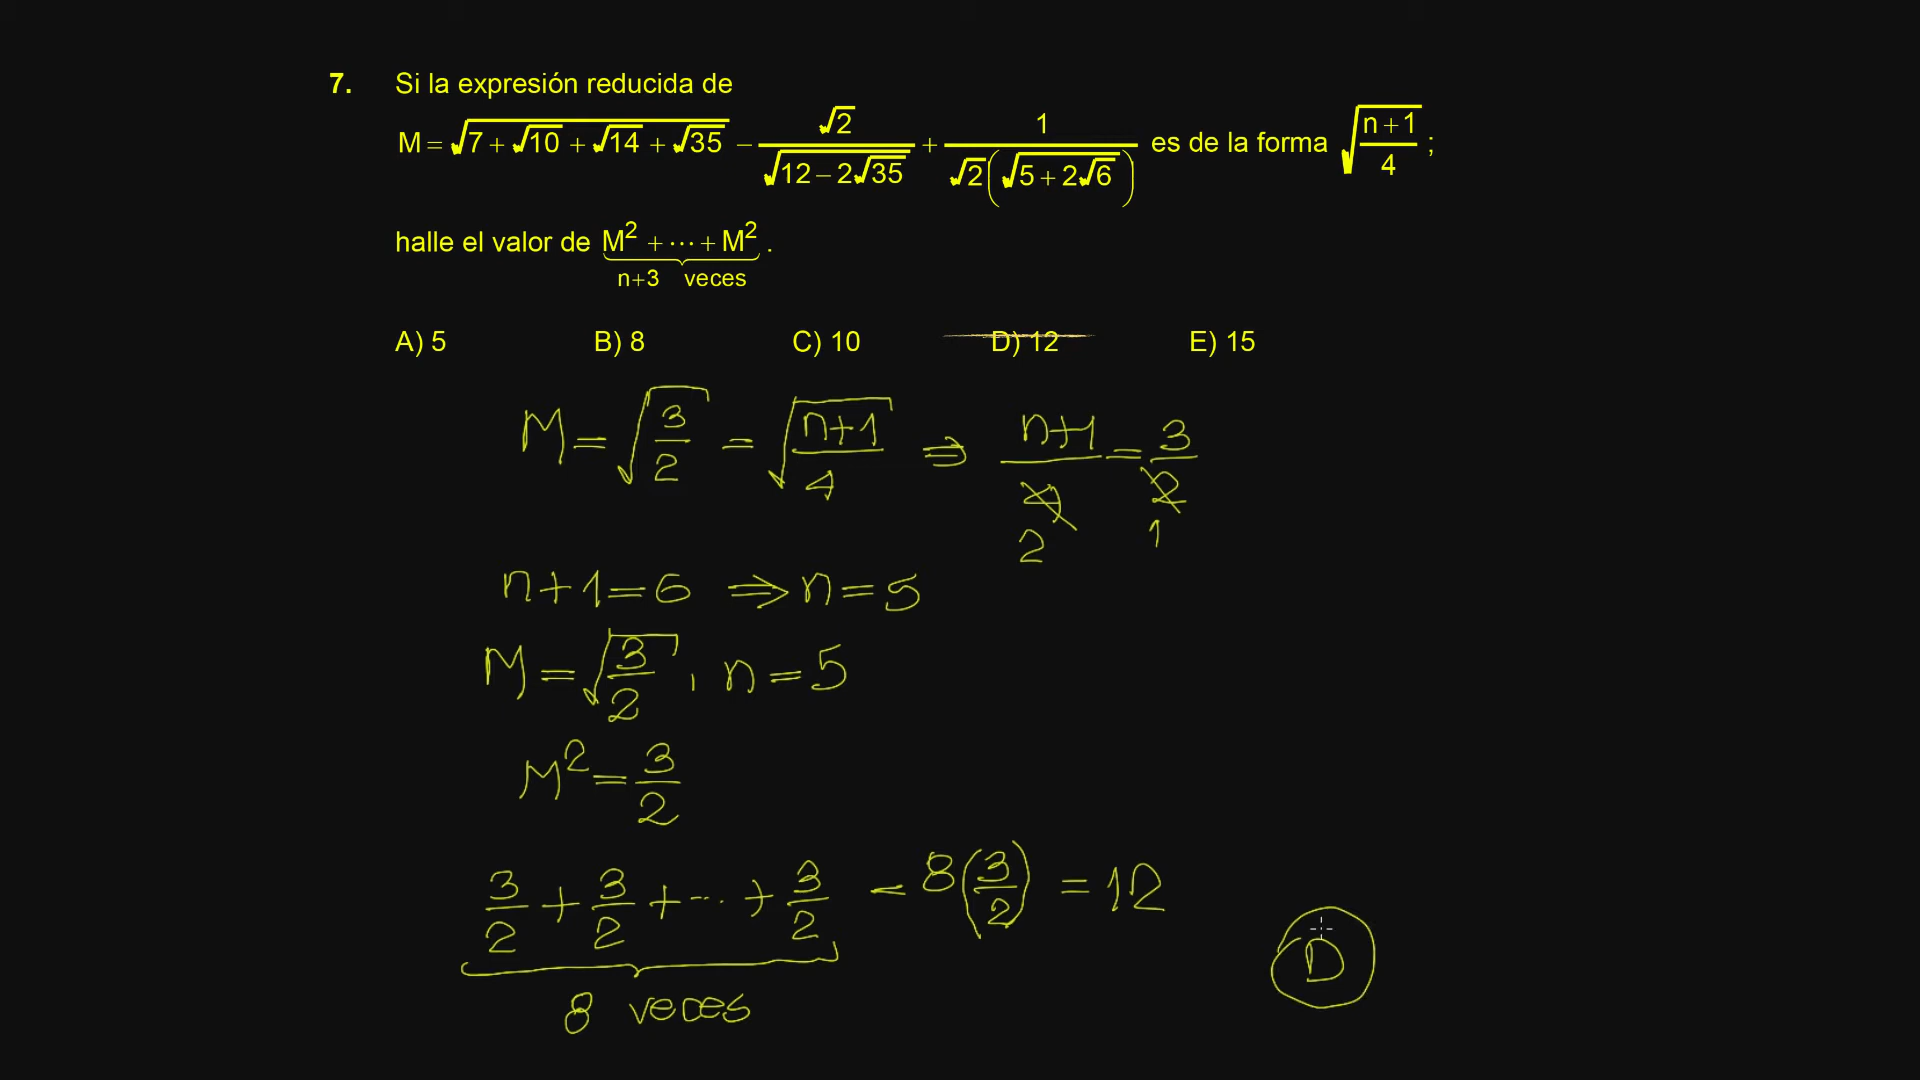 7. Si la expresión reducida de
M = √(7 + √10 + √14 + √35) − √2/√(12 − 2√35) + 1/(√2(√(5 + 2√6))) es de la forma √((n+1)/4) ;
halle el valor de M² + ⋯ + M² .
n+3 veces
A) 5 B) 8 C) 10 D) 12 E) 15
M = √(3/2) = √((n+1)/4) ⇒ (n+1)/4 = 3/2
2 1
n+1=6 ⇒ n=5
M = √(3/2) , n=5
M² = 3/2
3/2 + 3/2 + ... + 3/2 = 8(3/2) = 12
D
8 veces